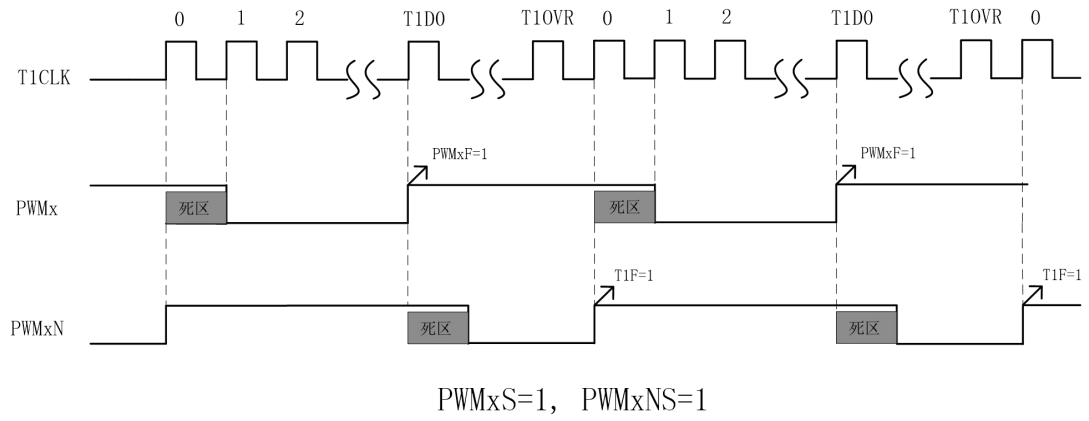 0 1 2 T1D0 T1OVR 0 1 2 T1D0 T1OVR 0
T1CLK
PWMxF=1 PWMxF=1
PWMx 死区 死区
T1F=1 T1F=1
PWMxN 死区 死区
PWMxS=1, PWMxNS=1